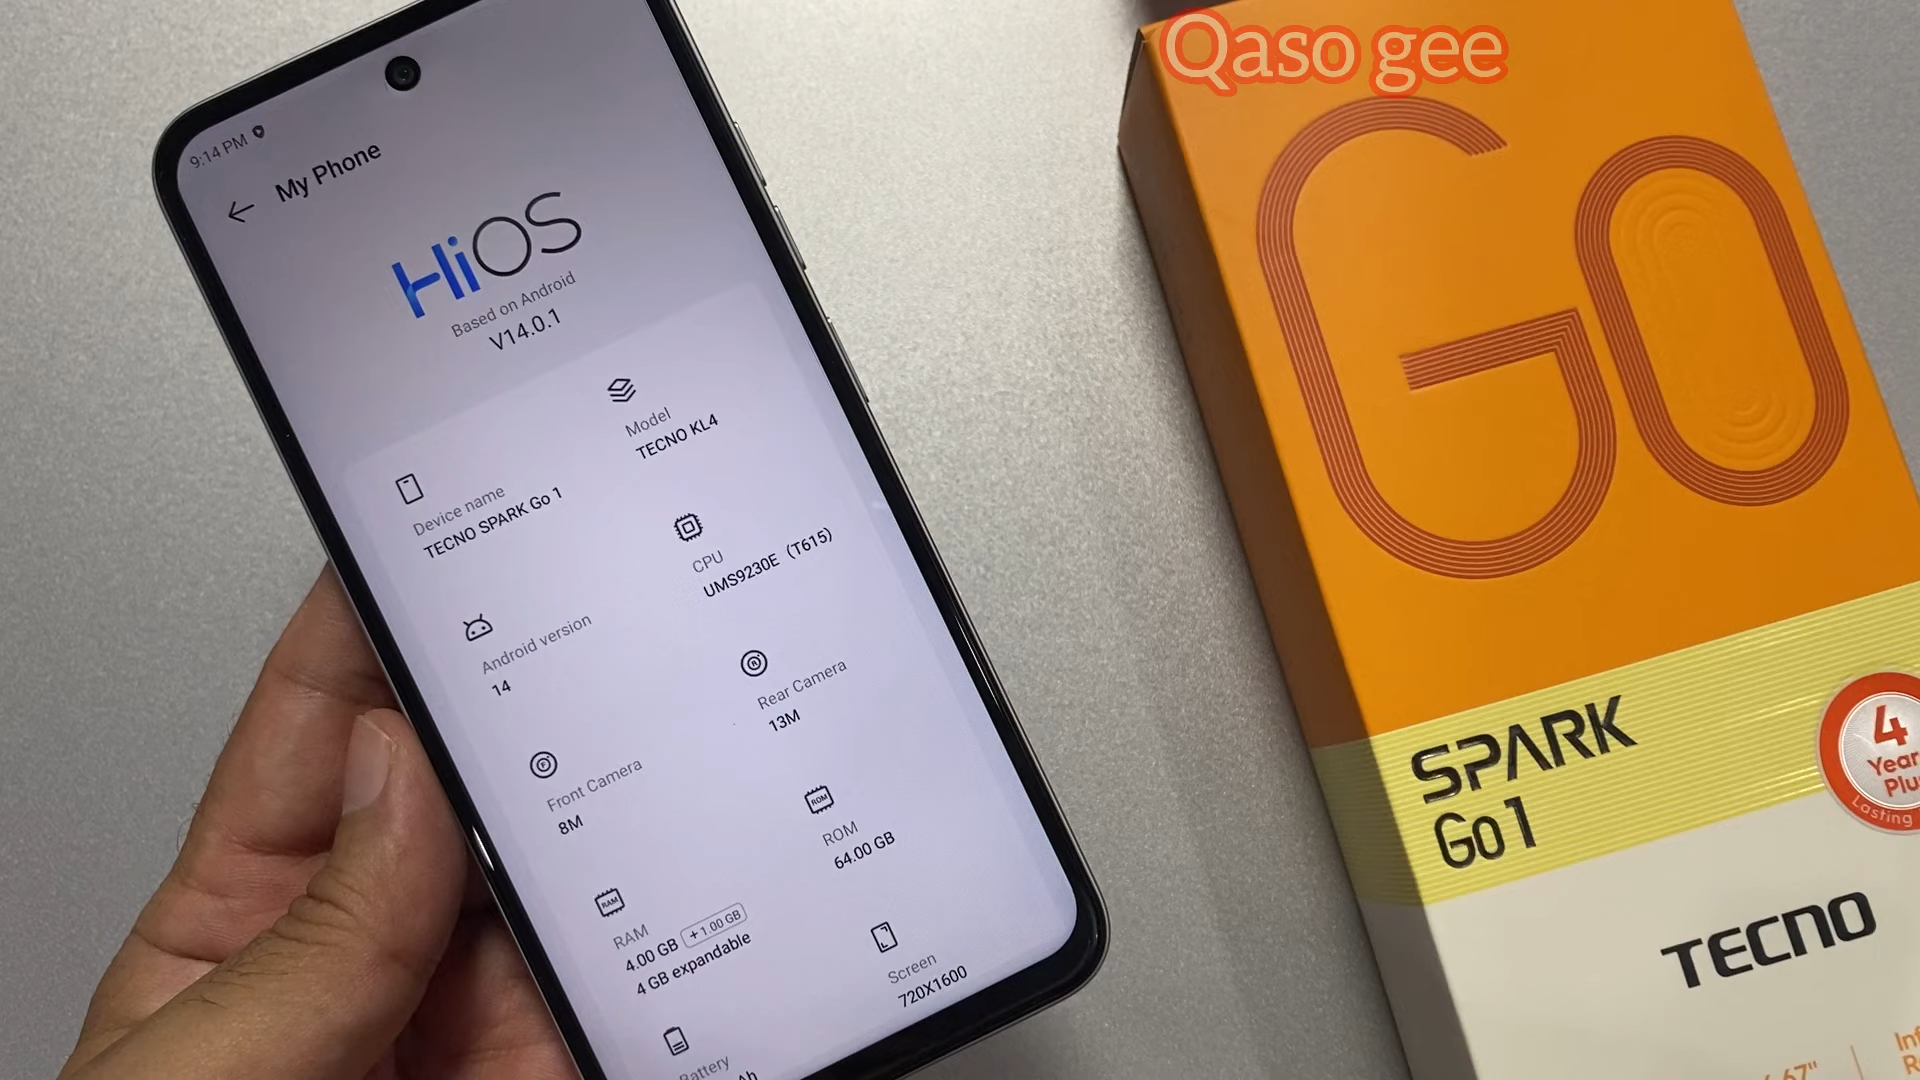 Qaso gee
9:14 PM
My Phone
HiOS
Based on Android
V14.0.1
Device name
TECNO SPARK Go 1
Model
TECNO KL4
Android version
14
CPU
UMS9230E（T615）
Front Camera
8M
Rear Camera
13M
RAM
4.00 GB +1.00 GB
4 GB expandable
ROM
64.00 GB
Screen
720X1600
Battery
Go
SPARK
Go 1
4
Year
Lasting
TECNO